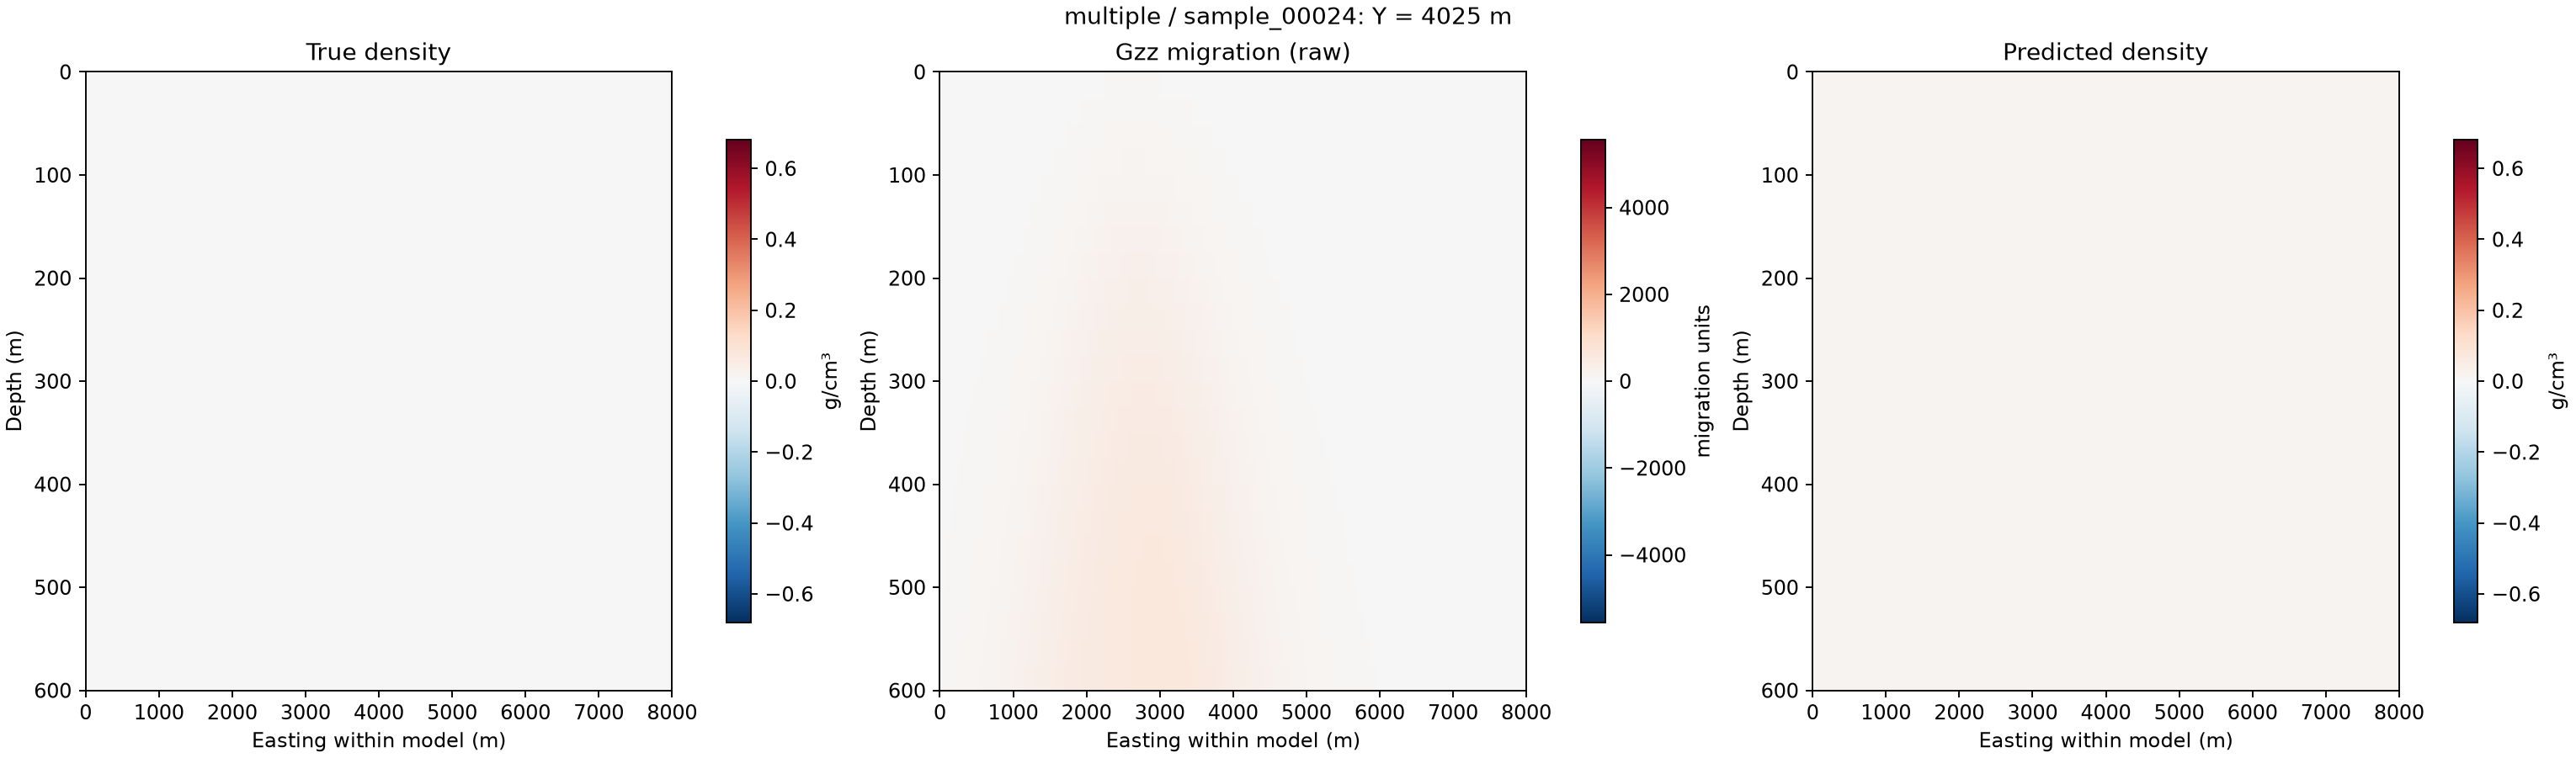 multiple / sample_00024: Y = 4025 m
True density
0
100
200
300
400
500
600
Depth (m)
0 1000 2000 3000 4000 5000 6000 7000 8000
Easting within model (m)
0.6
0.4
0.2
0.0
−0.2
−0.4
−0.6
g/cm³
Gzz migration (raw)
0
100
200
300
400
500
600
Depth (m)
0 1000 2000 3000 4000 5000 6000 7000 8000
Easting within model (m)
4000
2000
0
−2000
−4000
migration units
Predicted density
0
100
200
300
400
500
600
Depth (m)
0 1000 2000 3000 4000 5000 6000 7000 8000
Easting within model (m)
0.6
0.4
0.2
0.0
−0.2
−0.4
−0.6
g/cm³